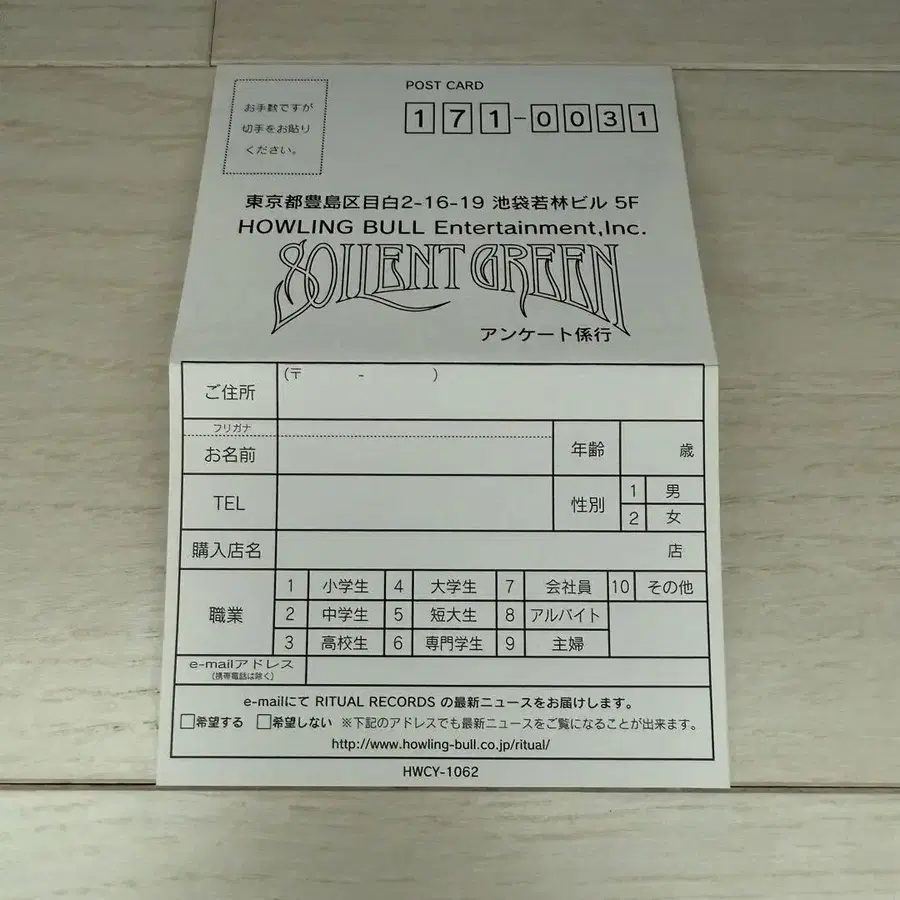 お手数ですが
切手をお貼り
ください。
POST CARD
171-0031
東京都豊島区目白2-16-19 池袋若林ビル 5F
HOWLING BULL Entertainment,Inc.
SOILENT GREEN
アンケート係行
ご住所 (〒 - )
フリガナ
お名前 年齢 歳
TEL 性別 1 男
2 女
購入店名 店
職業 1 小学生 4 大学生 7 会社員 10 その他
2 中学生 5 短大生 8 アルバイト
3 高校生 6 専門学生 9 主婦
e-mailアドレス
(携帯電話は除く)
e-mailにて RITUAL RECORDS の最新ニュースをお届けします。
□希望する □希望しない ※下記のアドレスでも最新ニュースをご覧になることが出来ます。
http://www.howling-bull.co.jp/ritual/
HWCY-1062